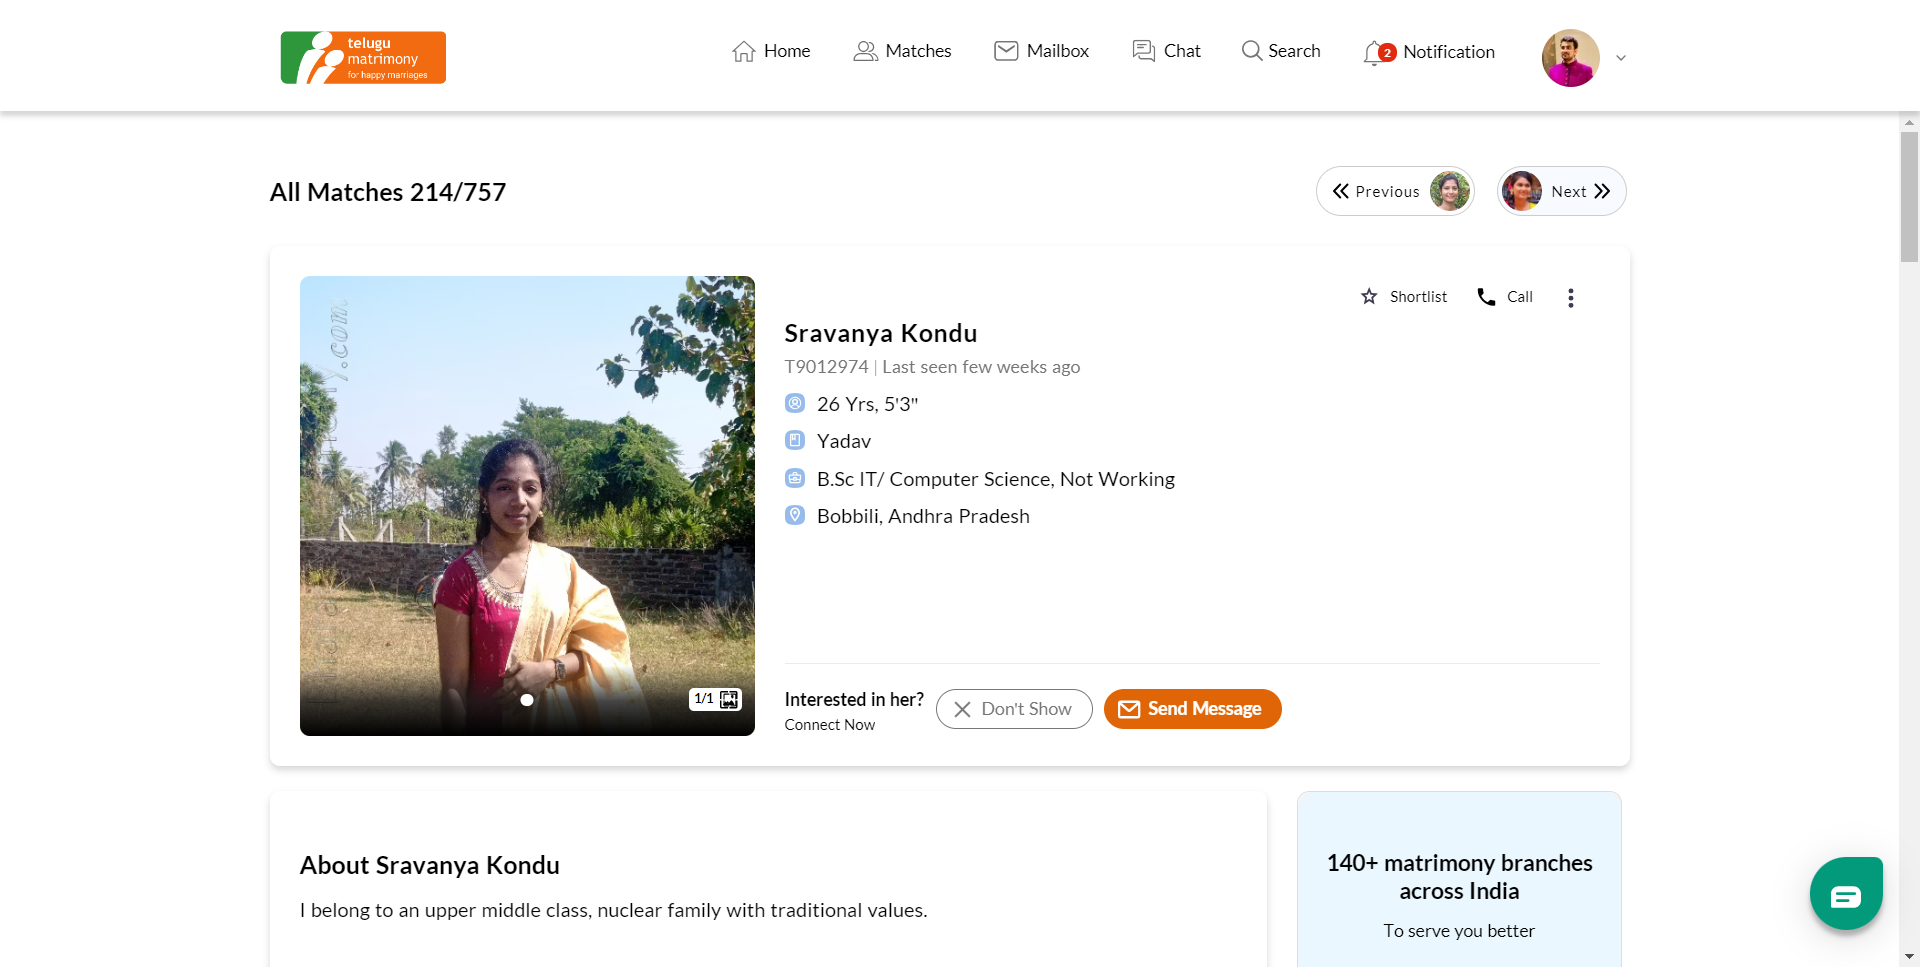 telugu
matrimony
for happy marriages
Home
Matches
Mailbox
Chat
Search
2
Notification
All Matches 214/757
Previous
Next
Shortlist
Call
Sravanya Kondu
T9012974 | Last seen few weeks ago
26 Yrs, 5'3"
Yadav
B.Sc IT/ Computer Science, Not Working
Bobbili, Andhra Pradesh
1/1
Interested in her?
Connect Now
Don't Show
Send Message
About Sravanya Kondu
I belong to an upper middle class, nuclear family with traditional values.
140+ matrimony branches
across India
To serve you better